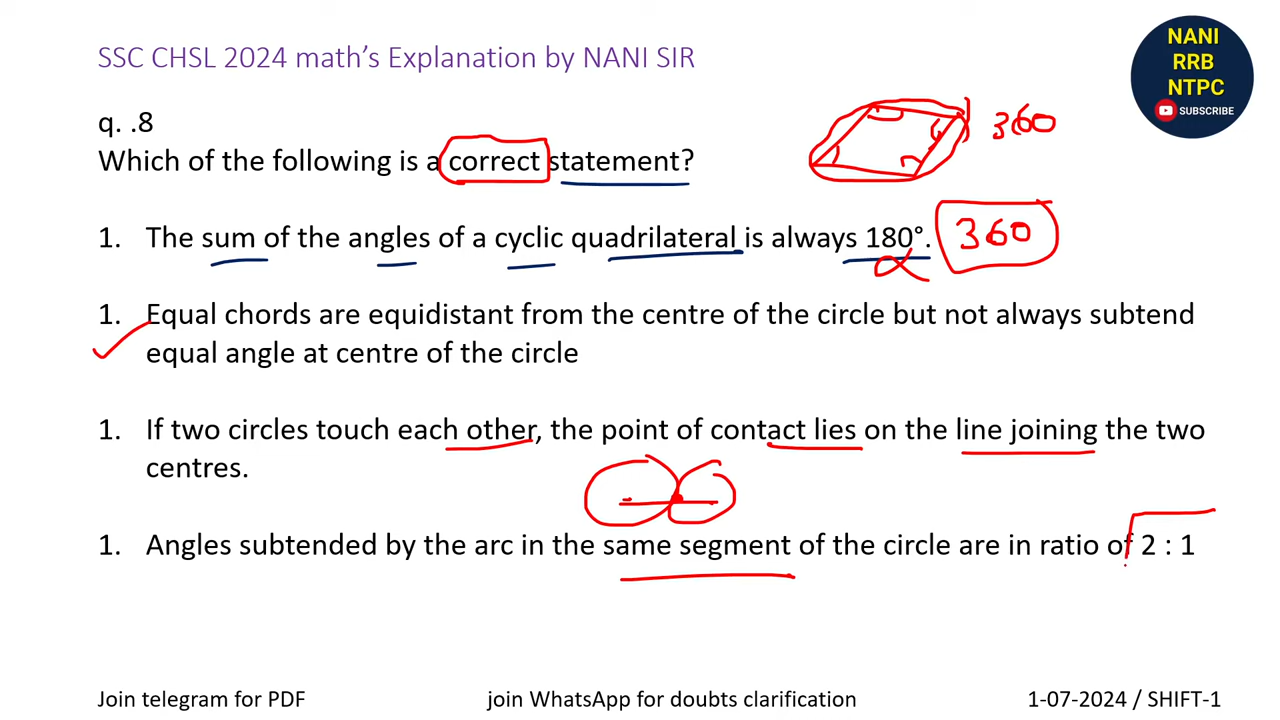 SSC CHSL 2024 math’s Explanation by NANI SIR
NANI
RRB
NTPC
SUBSCRIBE
q. .8
360
Which of the following is a correct statement?
1. The sum of the angles of a cyclic quadrilateral is always 180°. 360
1. Equal chords are equidistant from the centre of the circle but not always subtend
equal angle at centre of the circle
1. If two circles touch each other, the point of contact lies on the line joining the two
centres.
1. Angles subtended by the arc in the same segment of the circle are in ratio of 2 : 1
Join telegram for PDF
join WhatsApp for doubts clarification
1-07-2024 / SHIFT-1